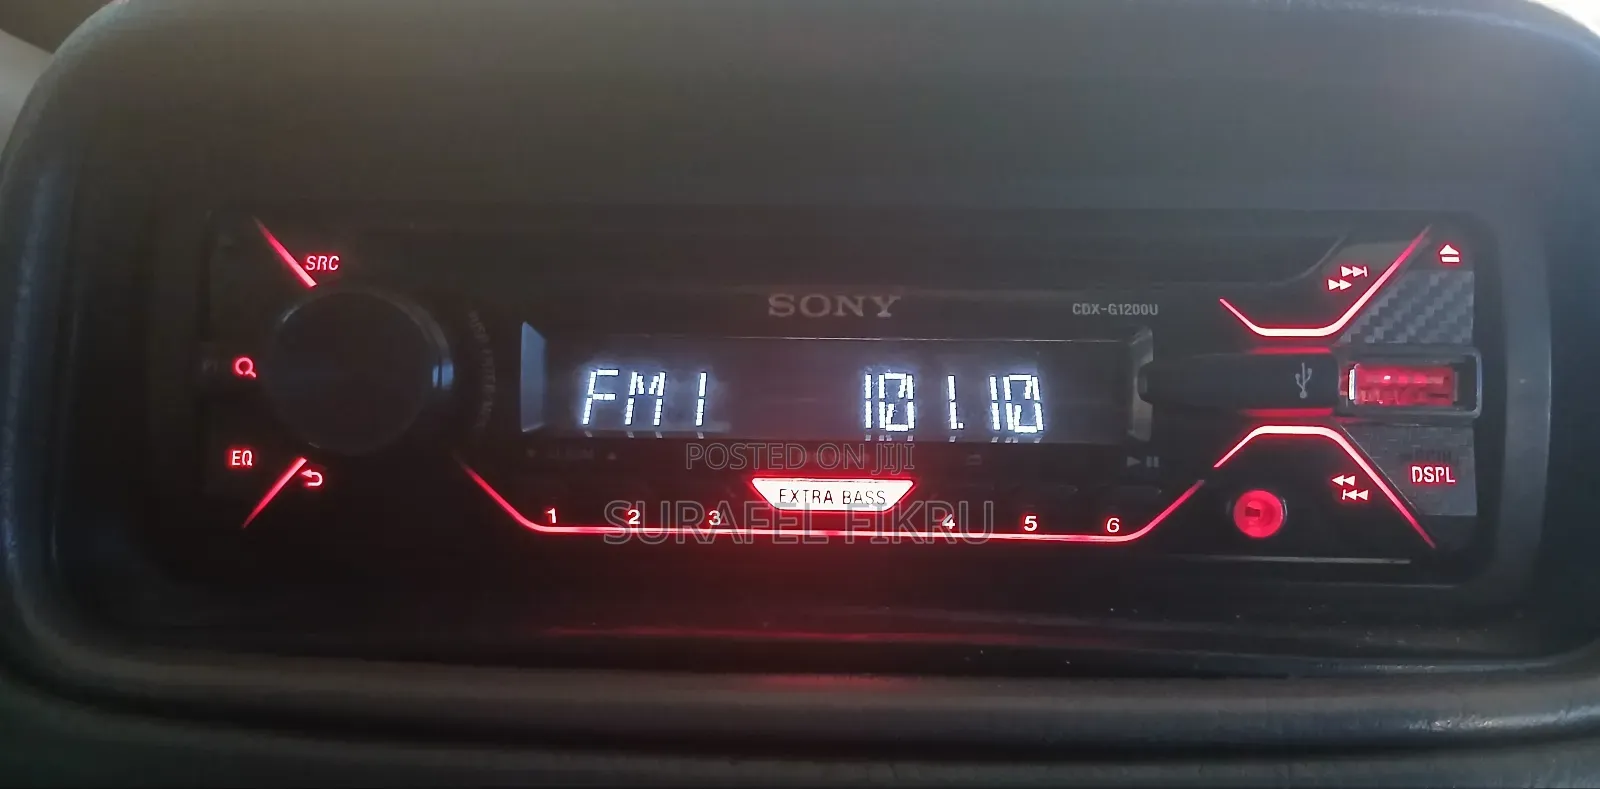 SRC
SONY
CDX-G1200U
FM1 101.10
POSTED ON JIJI
EQ
EXTRA BASS
DSPL
SURAFEL FIKRU
1 2 3 4 5 6